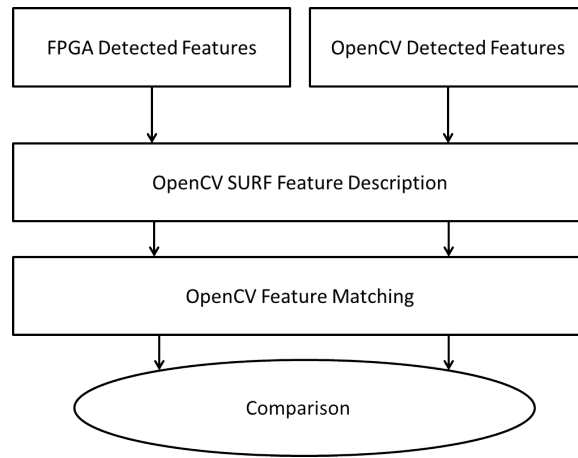 FPGA Detected Features
OpenCV Detected Features
OpenCV SURF Feature Description
OpenCV Feature Matching
Comparison